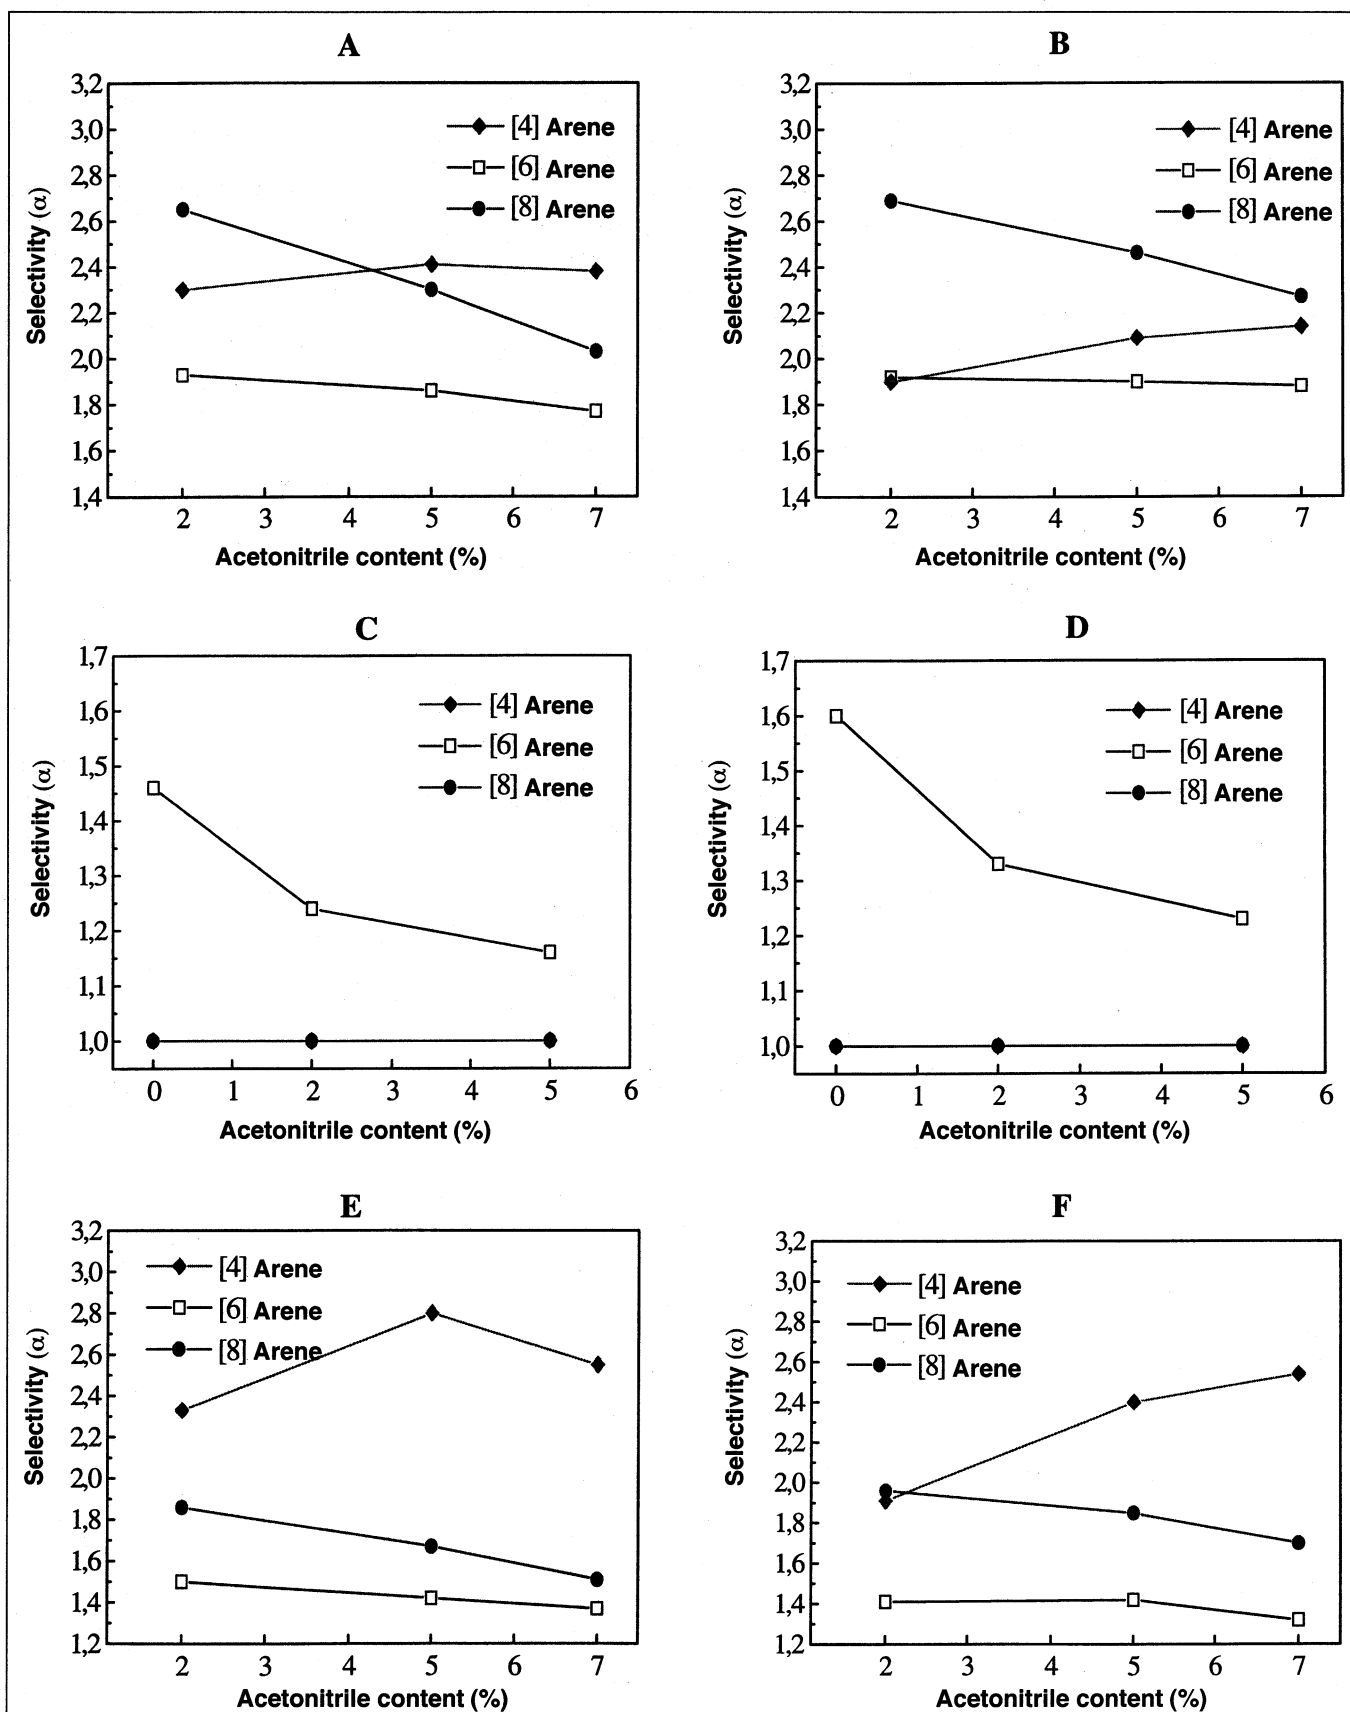 A
3,2
3,0
2,8
2,6
2,4
2,2
2,0
1,8
1,6
1,4
Selectivity (α)
[4] Arene
[6] Arene
[8] Arene
2 3 4 5 6 7
Acetonitrile content (%)
B
3,2
3,0
2,8
2,6
2,4
2,2
2,0
1,8
1,6
1,4
Selectivity (α)
[4] Arene
[6] Arene
[8] Arene
2 3 4 5 6 7
Acetonitrile content (%)
C
1,7
1,6
1,5
1,4
1,3
1,2
1,1
1,0
Selectivity (α)
[4] Arene
[6] Arene
[8] Arene
0 1 2 3 4 5 6
Acetonitrile content (%)
D
1,7
1,6
1,5
1,4
1,3
1,2
1,1
1,0
Selectivity (α)
[4] Arene
[6] Arene
[8] Arene
0 1 2 3 4 5 6
Acetonitrile content (%)
E
3,2
3,0
2,8
2,6
2,4
2,2
2,0
1,8
1,6
1,4
1,2
Selectivity (α)
[4] Arene
[6] Arene
[8] Arene
2 3 4 5 6 7
Acetonitrile content (%)
F
3,2
3,0
2,8
2,6
2,4
2,2
2,0
1,8
1,6
1,4
1,2
Selectivity (α)
[4] Arene
[6] Arene
[8] Arene
2 3 4 5 6 7
Acetonitrile content (%)